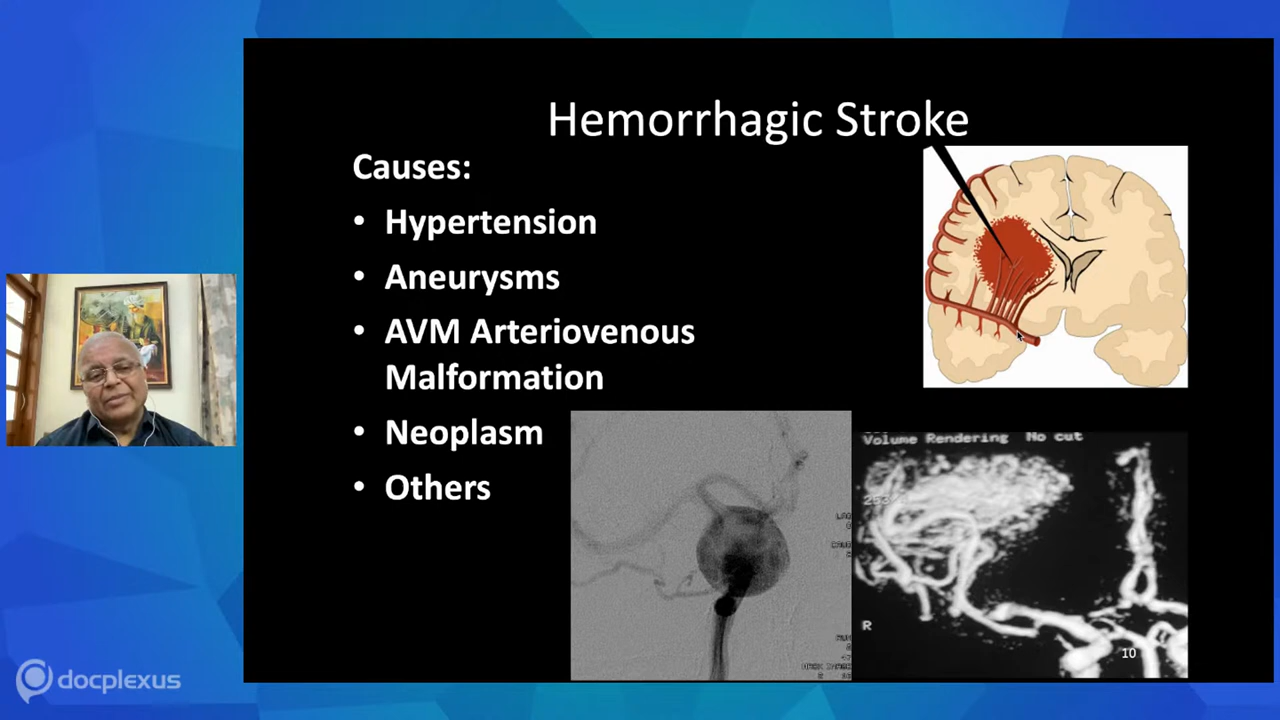 Hemorrhagic Stroke
Causes:
• Hypertension
• Aneurysms
• AVM Arteriovenous
Malformation
• Neoplasm
• Others
Volume Rendering No cut
R
10
docplexus